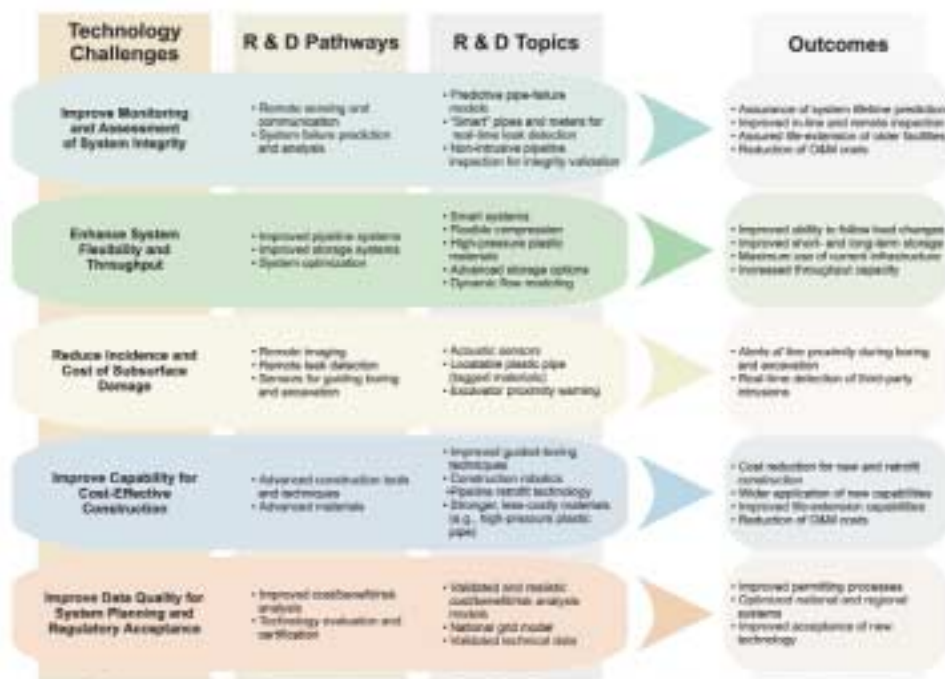 Technology
Challenges
R & D Pathways
R & D Topics
Outcomes
Improve Monitoring
and Assessment
of System Integrity
• Remote sensing and
communication
• System failure prediction
and analysis
• Predictive pipe-failure
models
• "Smart" pipes and meters for
real-time leak detection
• Non-intrusive pipeline
inspection for integrity validation
• Assurance of system lifetime prediction
• Improved in-line and remote inspection
• Assured life-extension of older facilities
• Reduction of O&M costs
Enhance System
Flexibility and
Throughput
• Improved pipeline systems
• Improved storage systems
• System optimization
• Smart systems
• Flexible compression
• High-pressure plastic
materials
• Advanced storage options
• Dynamic flow modeling
• Improved ability to follow load changes
• Improved short- and long-term storage
• Maximum use of current infrastructure
• Increased throughput capacity
Reduce Incidence and
Cost of Subsurface
Damage
• Remote imaging
• Remote leak detection
• Sensors for guiding boring
and excavation
• Acoustic sensors
• Locatable plastic pipe
(tagged materials)
• Excavator proximity warning
• Alerts of line proximity during boring
and excavation
• Real-time detection of third-party
intrusions
Improve Capability for
Cost-Effective
Construction
• Advanced construction tools
and techniques
• Advanced materials
• Improved guided-boring
techniques
• Construction robotics
•Pipeline retrofit technology
• Stronger, less-costly materials
(e.g., high-pressure plastic
pipe)
• Cost reduction for new and retrofit
construction
• Wider application of new capabilities
• Improved life-extension capabilities
• Reduction of O&M costs
Improve Data Quality for
System Planning and
Regulatory Acceptance
• Improved cost/benefit/risk
analysis
• Technology evaluation and
certification
• Validated and realistic
cost/benefit/risk analysis
models
• National grid model
• Validated technical data
• Improved permitting processes
• Optimized national and regional
systems
• Improved acceptance of new
technology